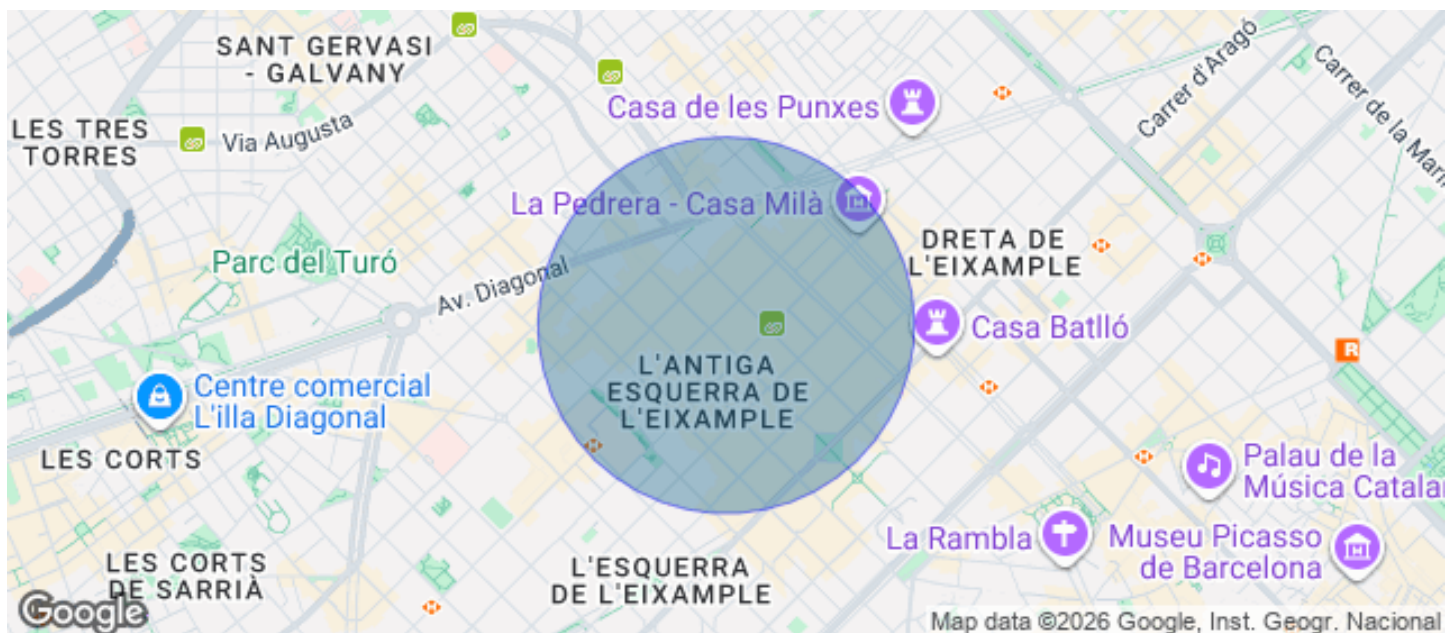 SANT GERVASI
- GALVANY
LES TRES
TORRES
Via Augusta
Casa de les Punxes
Carrer d'Aragó
Carrer de la Marin
La Pedrera - Casa Milà
DRETA DE
L'EIXAMPLE
Parc del Turó
Av. Diagonal
Casa Batlló
L'ANTIGA
ESQUERRA DE
L'EIXAMPLE
Centre comercial
L'illa Diagonal
LES CORTS
Palau de la
Música Catalan
La Rambla
Museu Picasso
de Barcelona
LES CORTS
DE SARRIÀ
L'ESQUERRA
DE L'EIXAMPLE
Google
Map data ©2026 Google, Inst. Geogr. Nacional